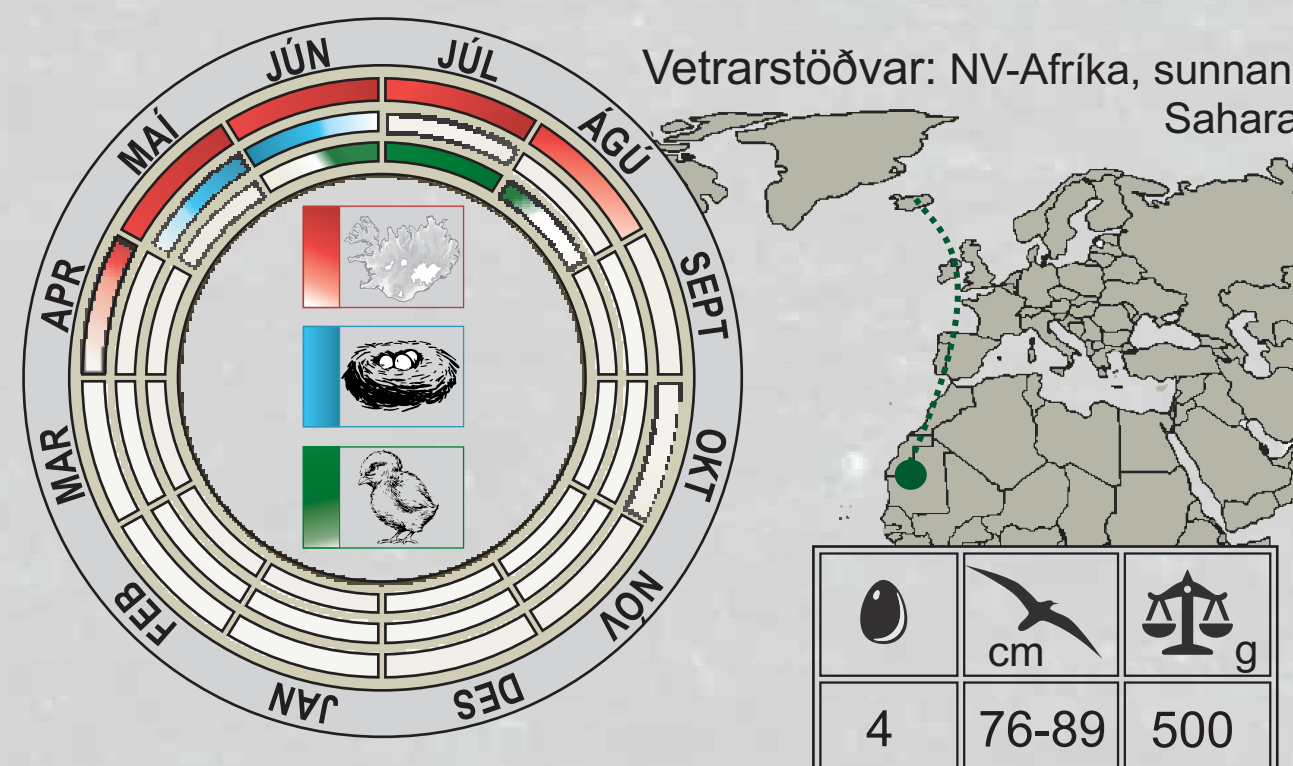 Vetrarstöðvar: NV-Afríka, sunnan
Sahara
JAN
FEB
MAR
APR
MAÍ
JÚN
JÚL
ÁGÚ
SEPT
OKT
NÓV
DES
cm
g
4
76-89
500